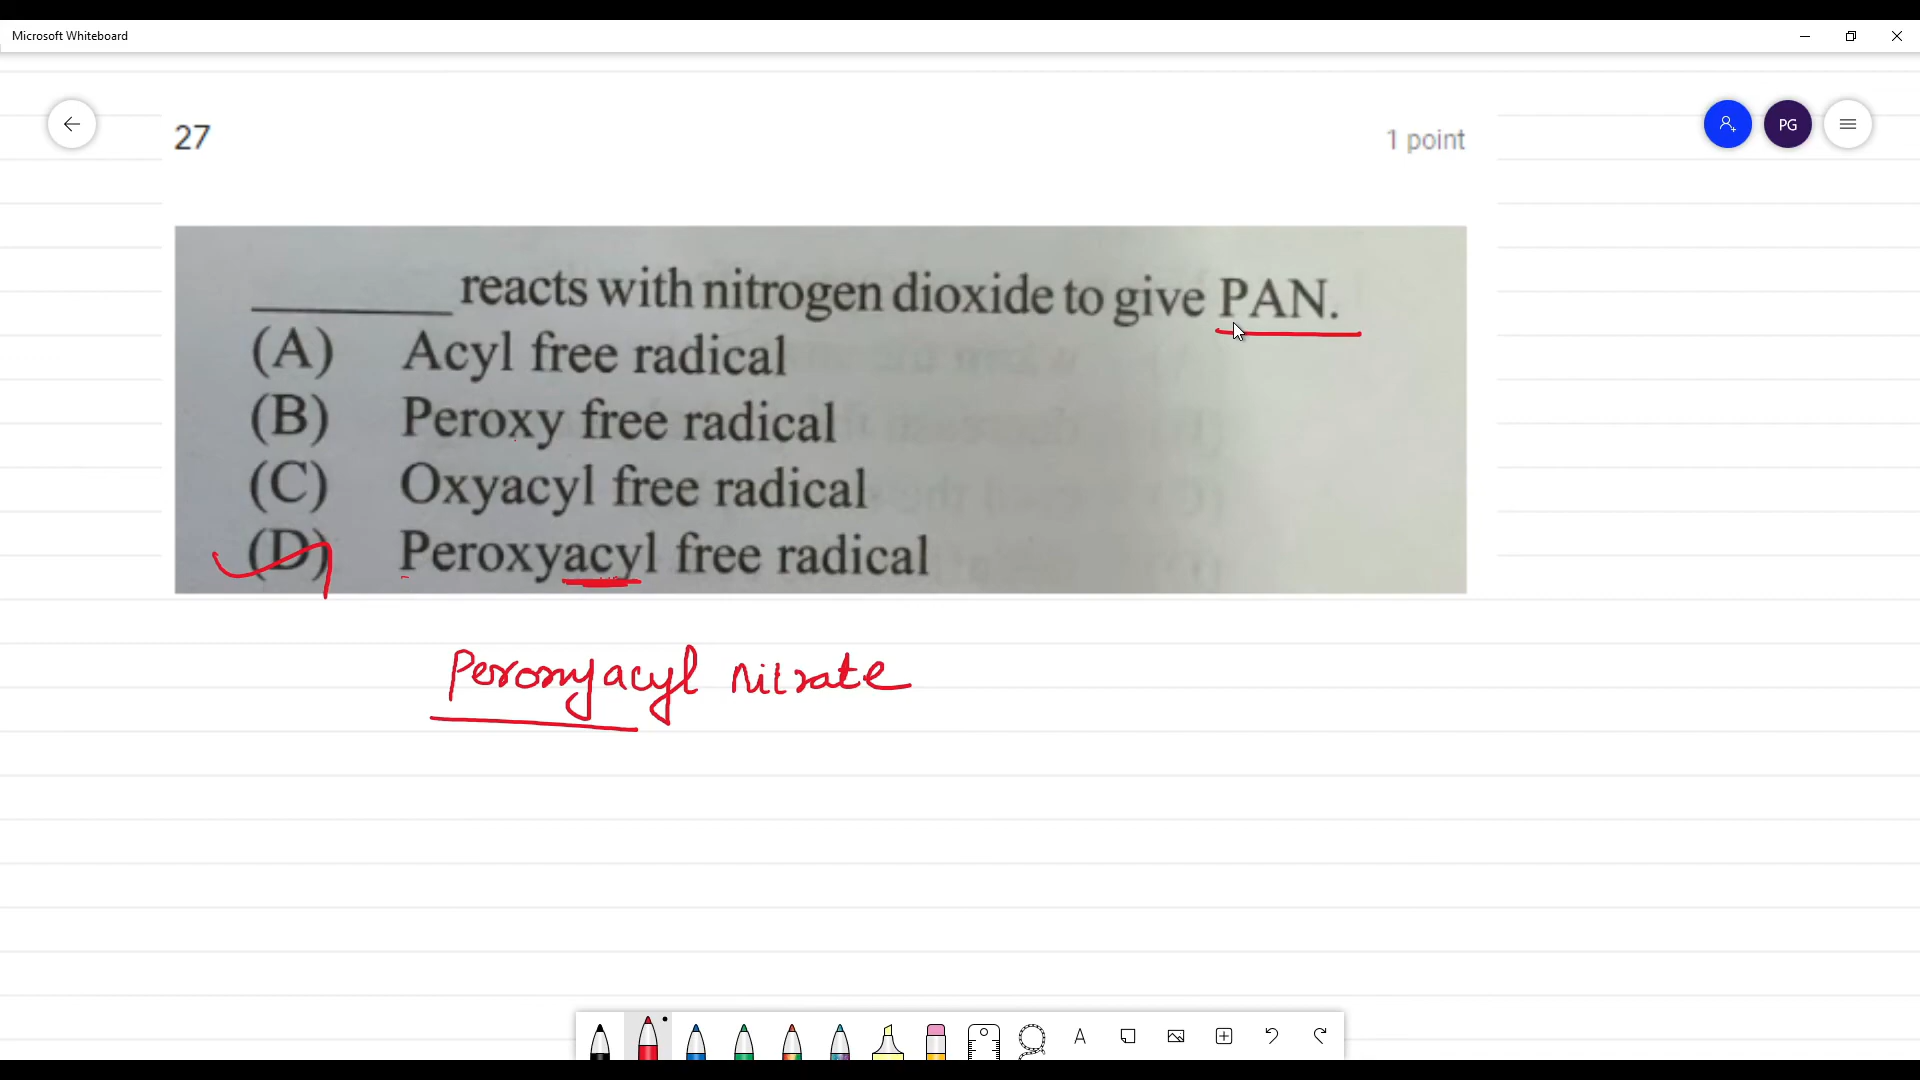 Microsoft Whiteboard
27
1 point
PG
________ reacts with nitrogen dioxide to give PAN.
(A) Acyl free radical
(B) Peroxy free radical
(C) Oxyacyl free radical
(D) Peroxyacyl free radical
Peroxyacyl Nitrate
A